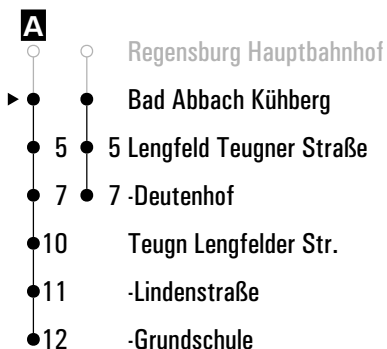 A
Regensburg Hauptbahnhof
Bad Abbach Kühberg
5 5 Lengfeld Teugner Straße
7 7 -Deutenhof
10 Teugn Lengfelder Str.
11 -Lindenstraße
12 -Grundschule